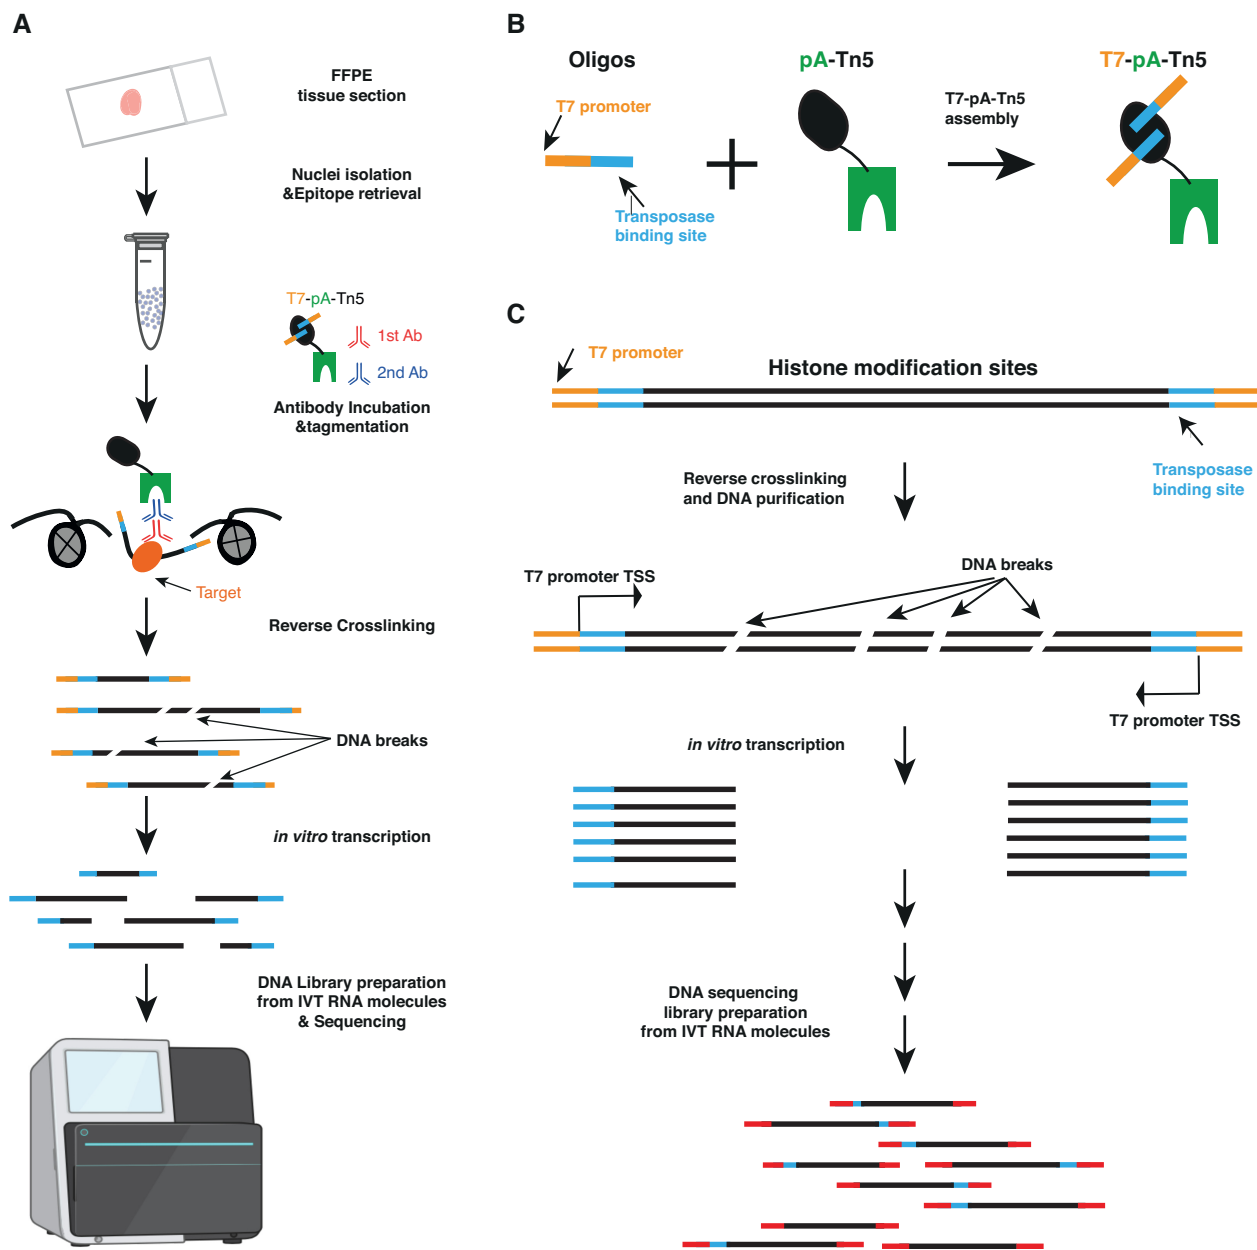 A
FFPE
tissue section
Nuclei isolation
&Epitope retrieval
T7-pA-Tn5
1st Ab
2nd Ab
Antibody Incubation
&tagmentation
Target
Reverse Crosslinking
DNA breaks
in vitro transcription
DNA Library preparation
from IVT RNA molecules
& Sequencing
B
Oligos
pA-Tn5
T7-pA-Tn5
T7 promoter
T7-pA-Tn5
assembly
Transposase
binding site
C
T7 promoter
Histone modification sites
Transposase
binding site
Reverse crosslinking
and DNA purification
DNA breaks
T7 promoter TSS
T7 promoter TSS
in vitro transcription
DNA sequencing
library preparation
from IVT RNA molecules